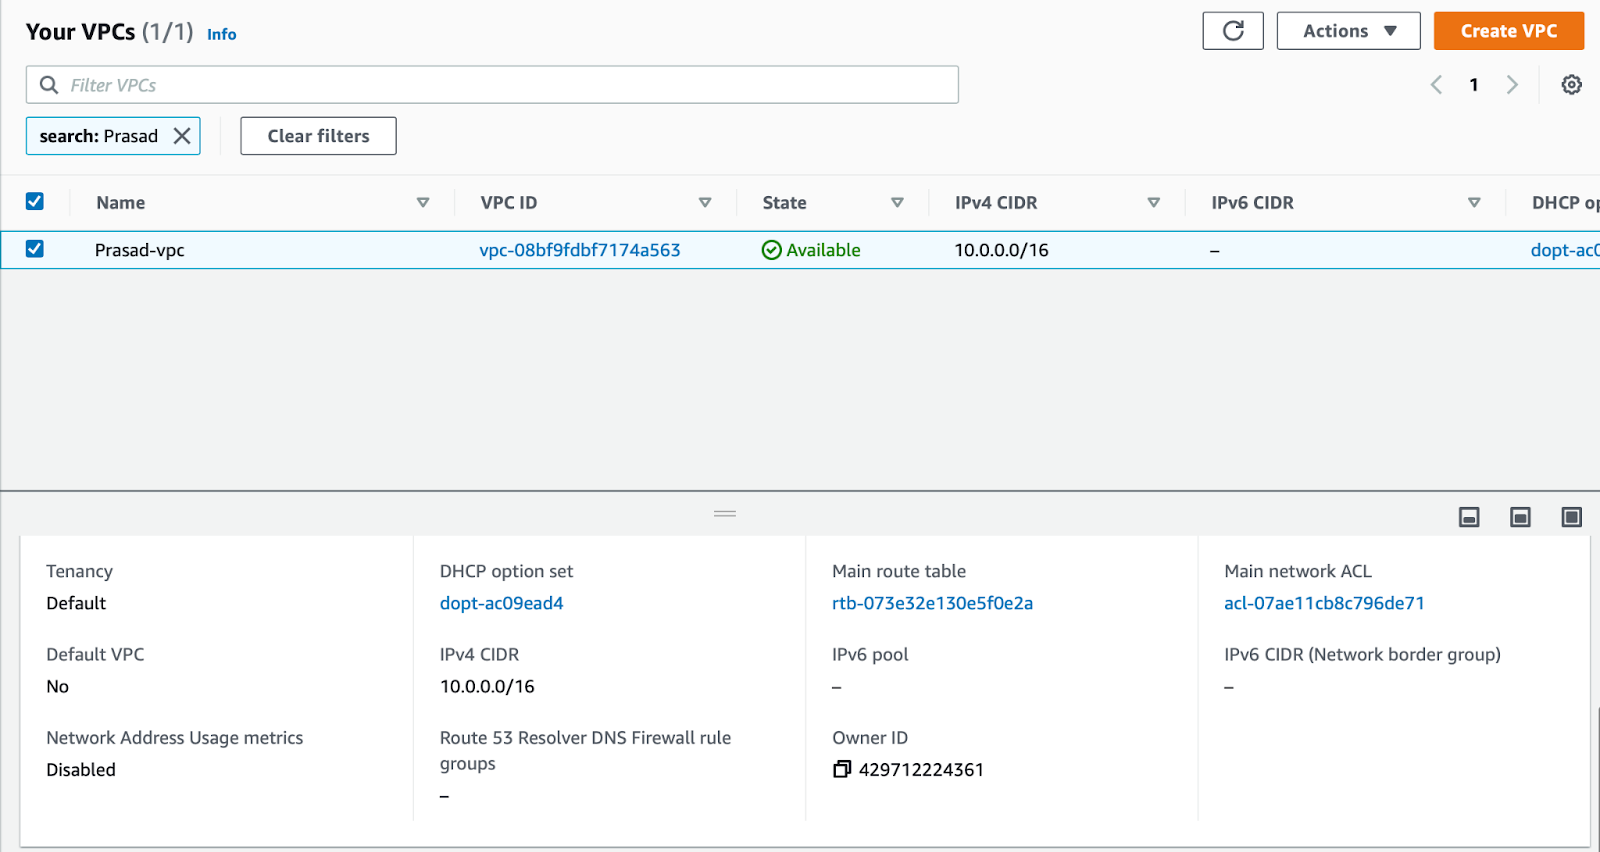 Your VPCs (1/1) Info
Actions
Create VPC
Filter VPCs
1
search: Prasad
Clear filters
Name VPC ID State IPv4 CIDR IPv6 CIDR DHCP op
Prasad-vpc vpc-08bf9fdbf7174a563 Available 10.0.0.0/16 – dopt-ac0
Tenancy
Default
DHCP option set
dopt-ac09ead4
Main route table
rtb-073e32e130e5f0e2a
Main network ACL
acl-07ae11cb8c796de71
Default VPC
No
IPv4 CIDR
10.0.0.0/16
IPv6 pool
–
IPv6 CIDR (Network border group)
–
Network Address Usage metrics
Disabled
Route 53 Resolver DNS Firewall rule
groups
–
Owner ID
429712224361